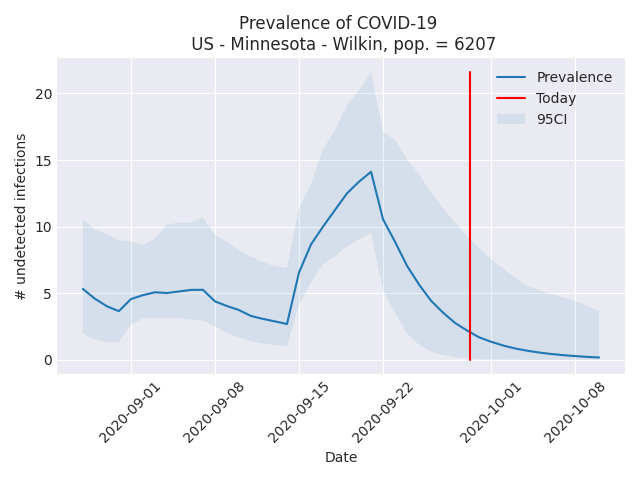 Prevalence of COVID-19
US - Minnesota - Wilkin, pop. = 6207
Prevalence
Today
95CI
# undetected infections
20
15
10
5
0
2020-09-01
2020-09-08
2020-09-15
2020-09-22
2020-10-01
2020-10-08
Date